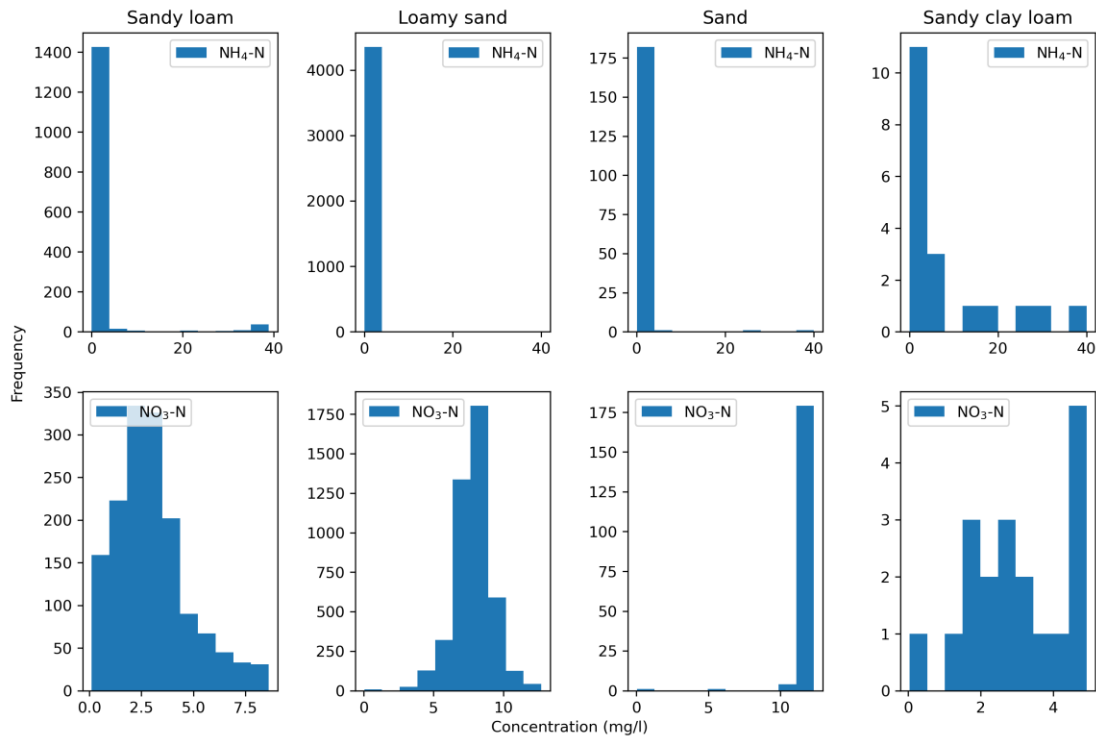 Sandy loam
Loamy sand
Sand
Sandy clay loam
1400
1200
1000
800
600
400
200
0
NH₄-N
0 20 40
4000
3000
2000
1000
0
NH₄-N
0 20 40
175
150
125
100
75
50
25
0
NH₄-N
0 20 40
10
8
6
4
2
0
NH₄-N
0 20 40
Frequency
350
300
250
200
150
100
50
0
NO₃-N
0.0 2.5 5.0 7.5
1750
1500
1250
1000
750
500
250
0
NO₃-N
0 5 10
175
150
125
100
75
50
25
0
NO₃-N
0 5 10
5
4
3
2
1
0
NO₃-N
0 2 4
Concentration (mg/l)